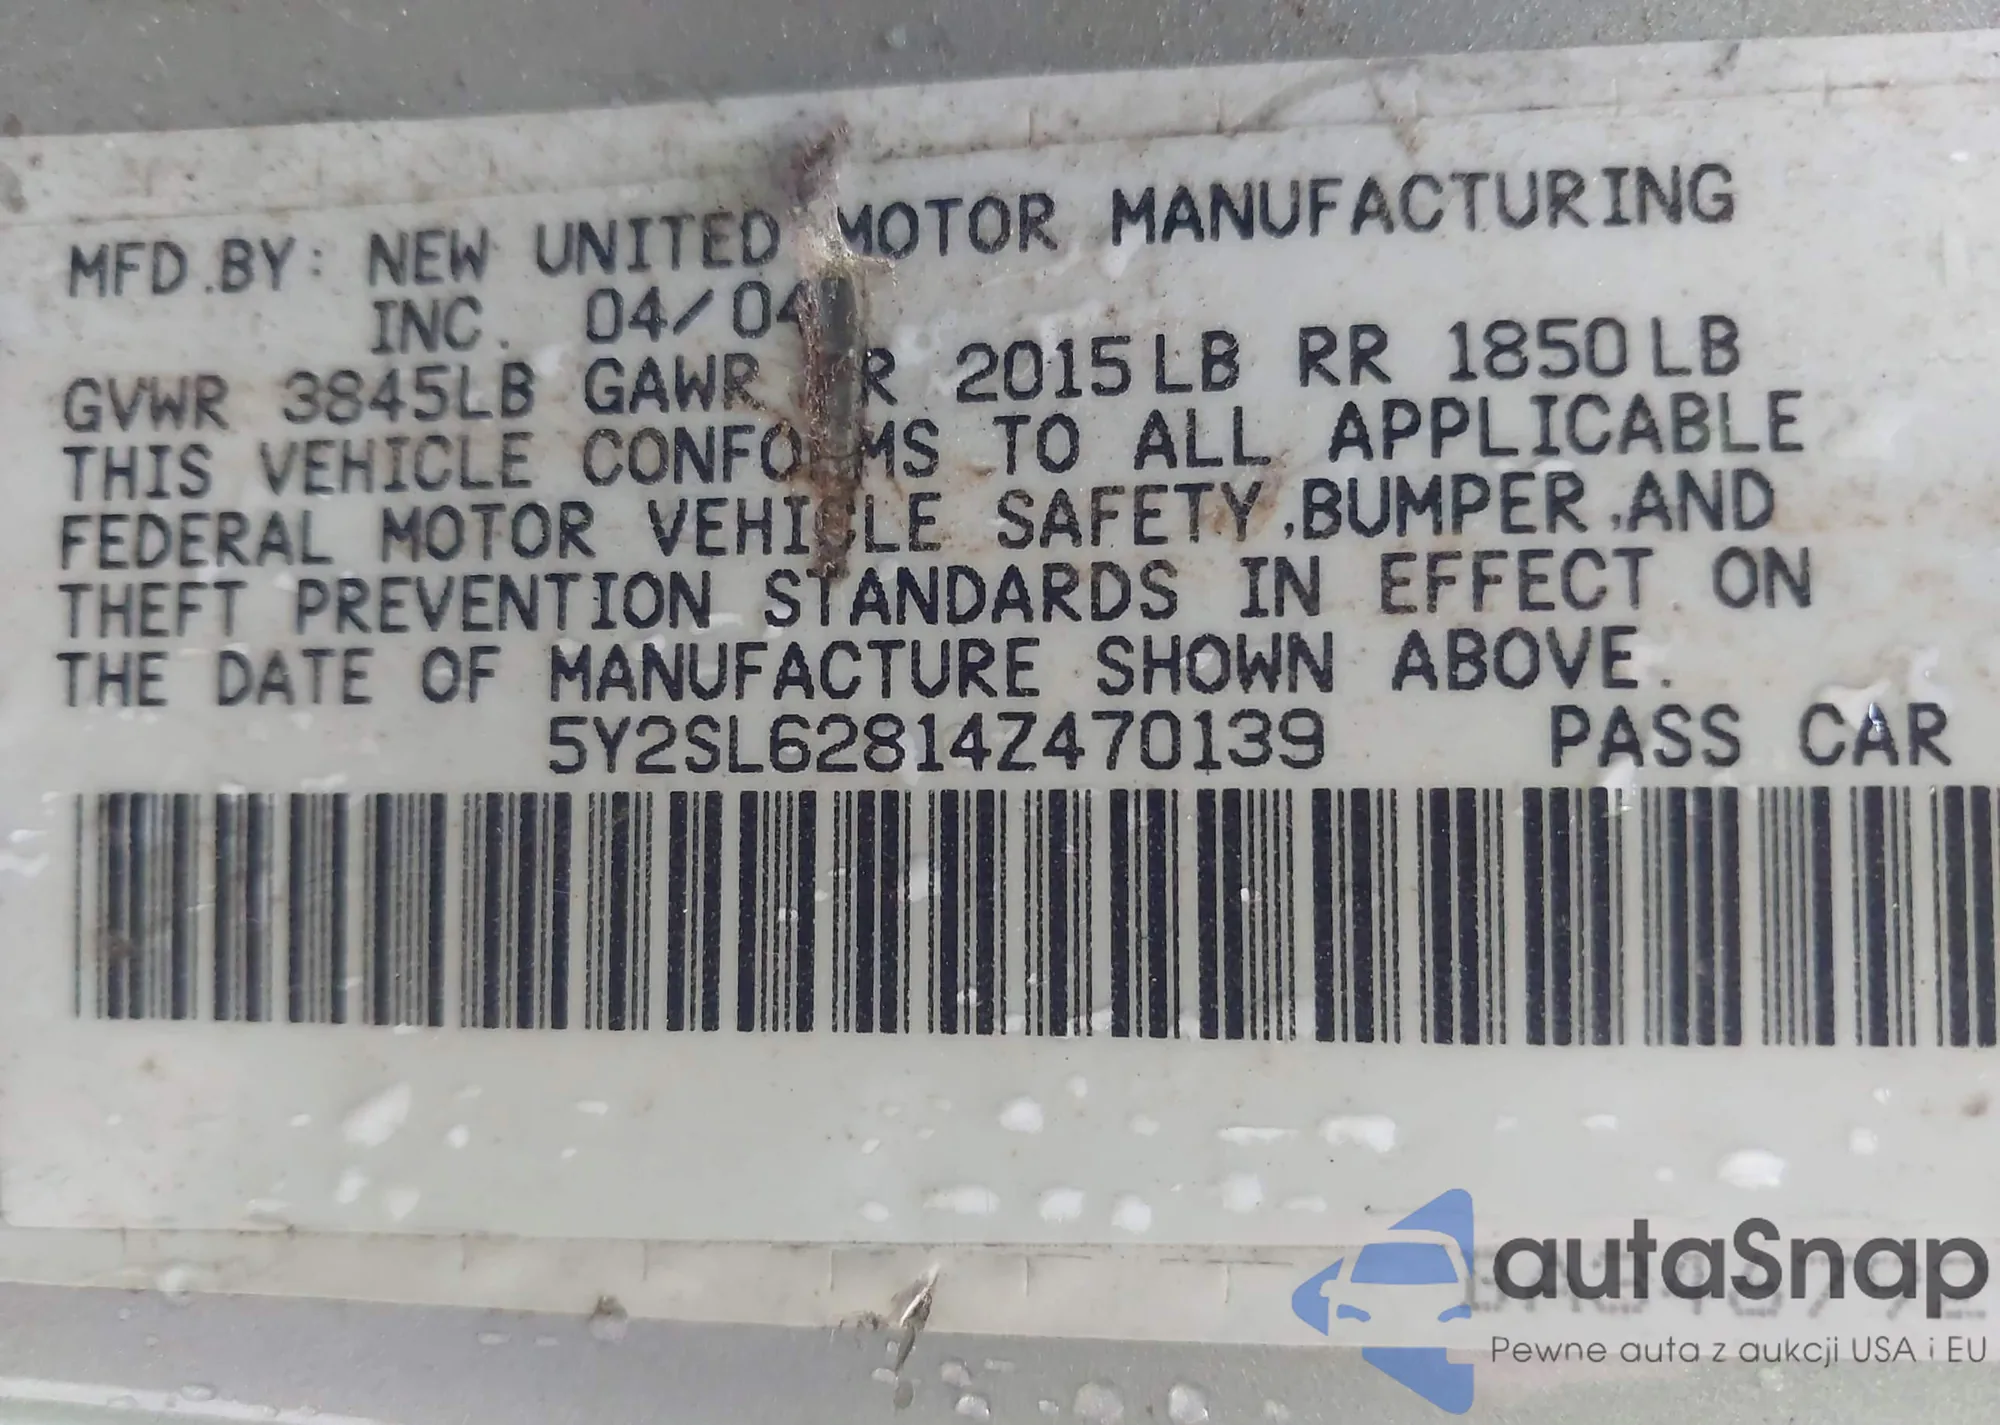 MFD.BY: NEW UNITED MOTOR MANUFACTURING
INC. 04/04
GVWR 3845LB GAWR R 2015LB RR 1850LB
THIS VEHICLE CONFO MS TO ALL APPLICABLE
FEDERAL MOTOR VEHI LE SAFETY,BUMPER,AND
THEFT PREVENTION STANDARDS IN EFFECT ON
THE DATE OF MANUFACTURE SHOWN ABOVE.
5Y2SL62814Z470139 PASS CAR
autaSnap
Pewne auta z aukcji USA i EU